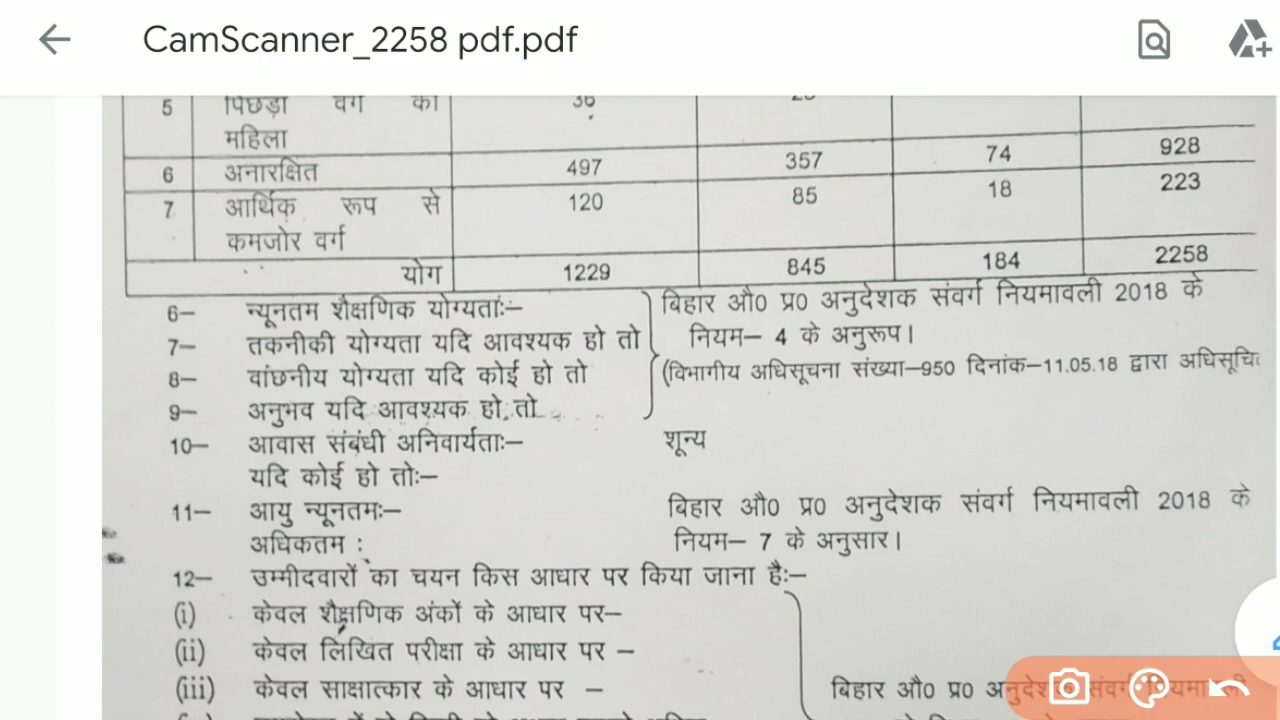 CamScanner_2258 pdf.pdf
5 पिछड़ा वर्ग की 36
महिला
6 अनारक्षित 497 357 74 928
7 आर्थिक रूप से 120 85 18 223
कमजोर वर्ग
योग 1229 845 184 2258
6– न्यूनतम शैक्षणिक योग्यताः– बिहार औ0 प्र0 अनुदेशक संवर्ग नियमावली 2018 के
7– तकनीकी योग्यता यदि आवश्यक हो तो नियम– 4 के अनुरूप।
8– वांछनीय योग्यता यदि कोई हो तो (विभागीय अधिसूचना संख्या–950 दिनांक–11.05.18 द्वारा
9– अनुभव यदि आवश्यक हो तो
10– आवास संबंधी अनिवार्यताः– शून्य
यदि कोई हो तोः–
11– आयु न्यूनतमः– बिहार औ0 प्र0 अनुदेशक संवर्ग नियमावली 2018 के
अधिकतम : नियम– 7 के अनुसार।
12– उम्मीदवारों का चयन किस आधार पर किया जाना हैः–
(i) केवल शैक्षणिक अंकों के आधार पर–
(ii) केवल लिखित परीक्षा के आधार पर –
(iii) केवल साक्षात्कार के आधार पर – बिहार औ0 प्र0 अनुदेशक संवर्ग